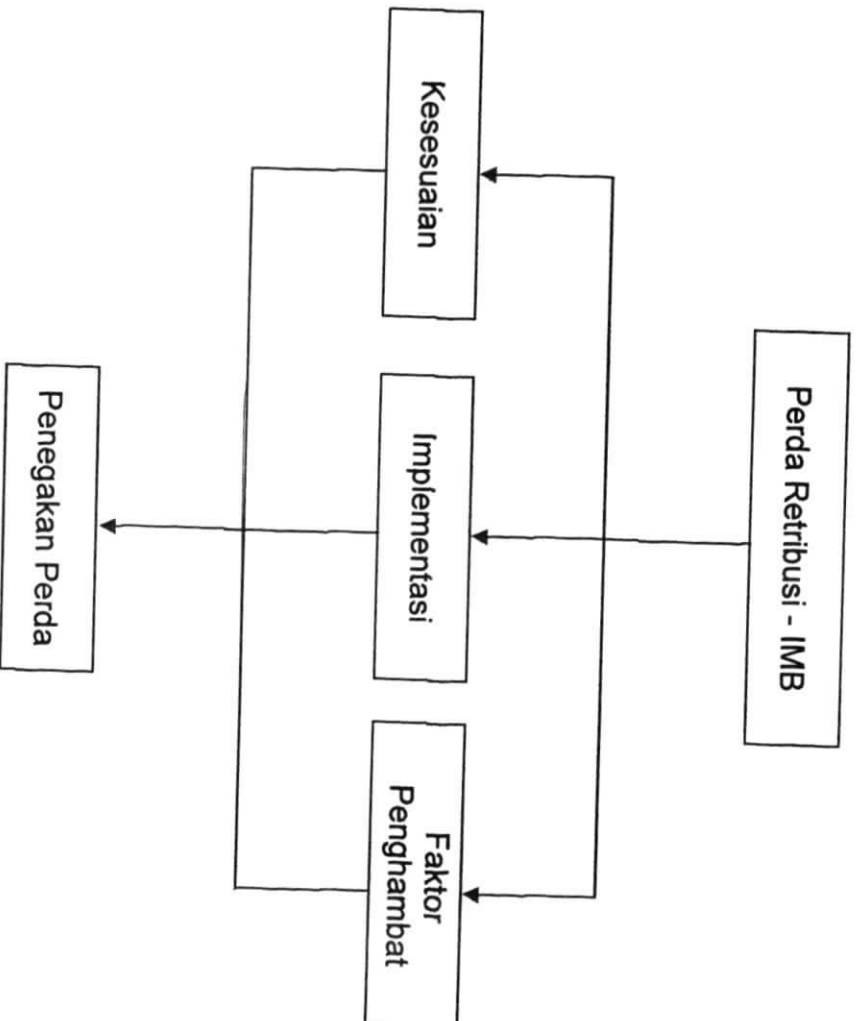 Perda Retribusi - IMB
Kesesuaian
Implementasi
Faktor
Penghambat
Penegakan Perda